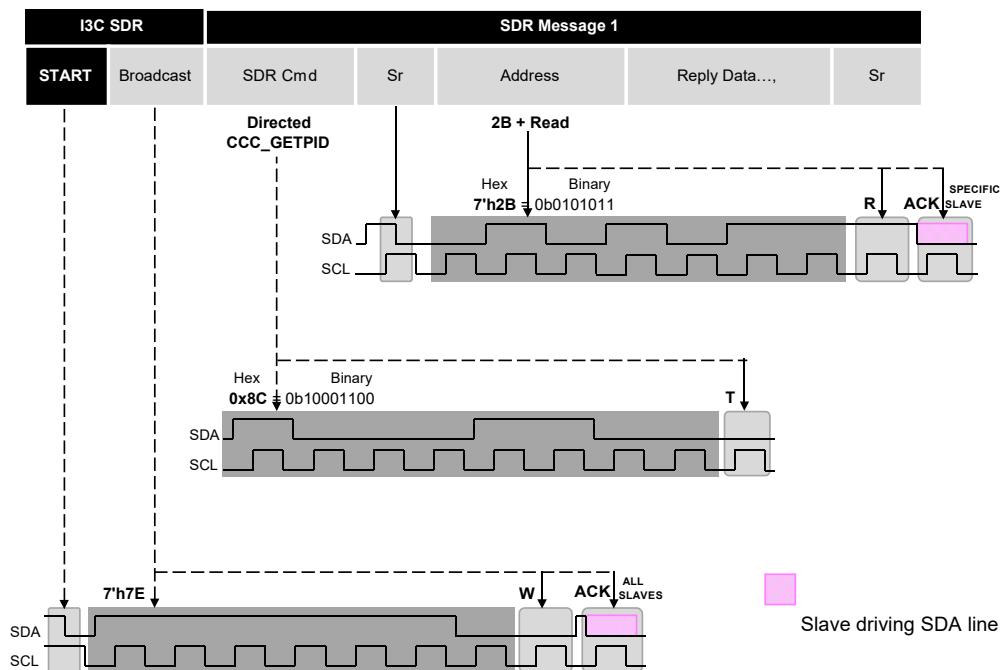 I3C SDR
SDR Message 1
START
Broadcast
SDR Cmd
Sr
Address
Reply Data…,
Sr
Directed
CCC_GETPID
2B + Read
Hex
Binary
7'h2B = 0b0101011
R
ACK
SPECIFIC
SLAVE
SDA
SCL
Hex
Binary
0x8C = 0b10001100
T
SDA
SCL
7'h7E
W
ACK
ALL
SLAVES
SDA
SCL
Slave driving SDA line